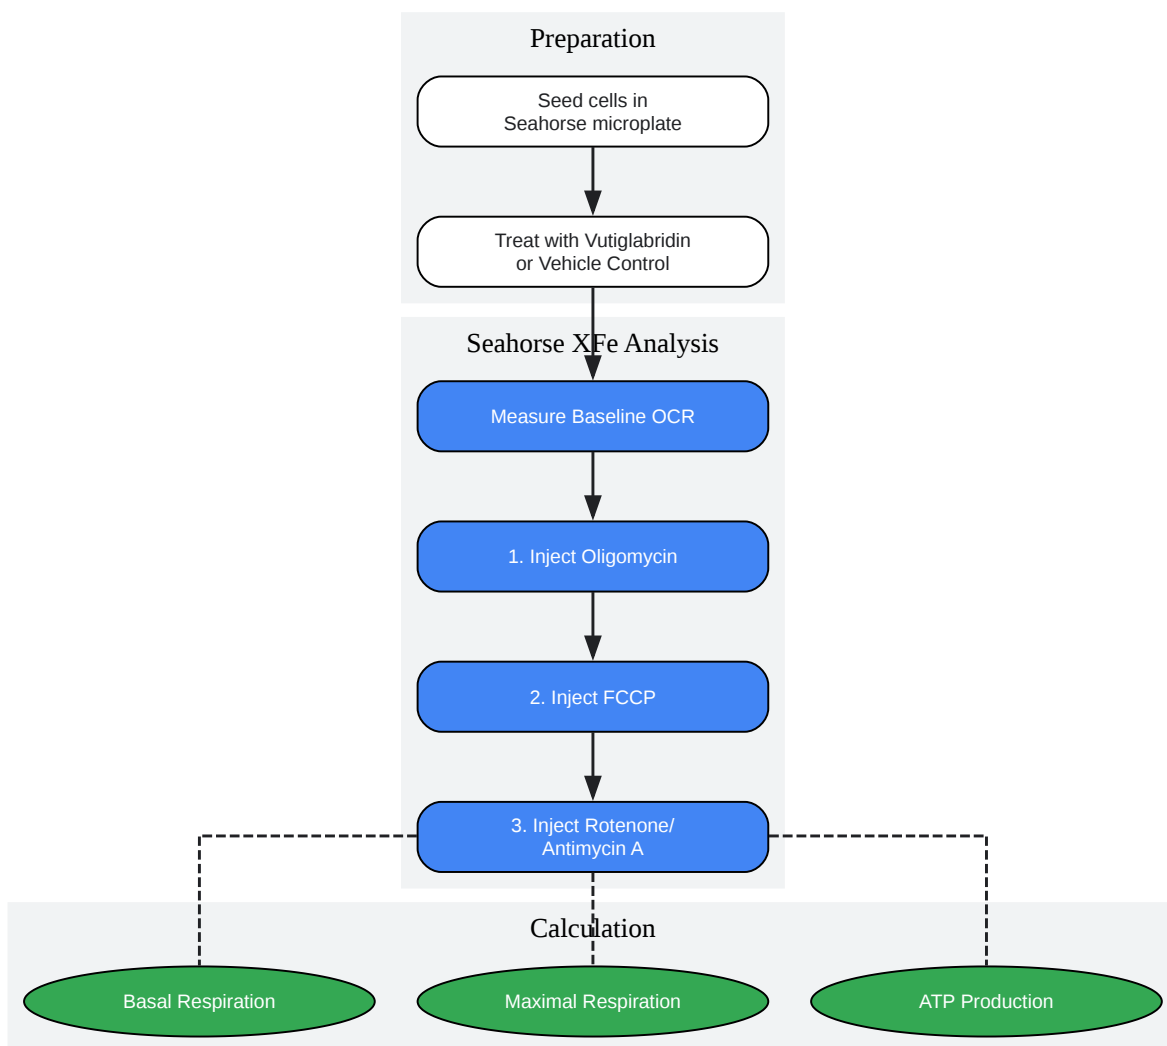 Preparation
Seed cells in
Seahorse microplate
Treat with Vutiglabridin
or Vehicle Control
Seahorse XFe Analysis
Measure Baseline OCR
1. Inject Oligomycin
2. Inject FCCP
3. Inject Rotenone/
Antimycin A
Calculation
Basal Respiration
Maximal Respiration
ATP Production